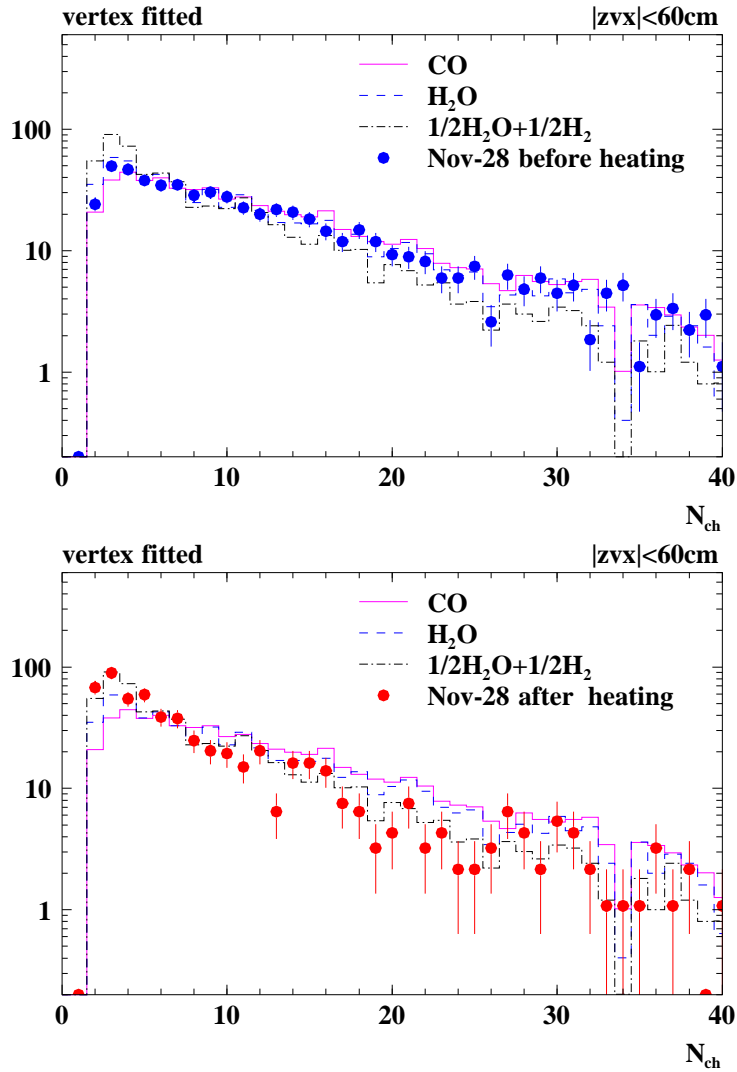 vertex fitted |zvx|<60cm
CO
H₂O
1/2H₂O+1/2H₂
Nov-28 before heating
100
10
1
0 10 20 30 40
N_ch
vertex fitted |zvx|<60cm
CO
H₂O
1/2H₂O+1/2H₂
Nov-28 after heating
100
10
1
0 10 20 30 40
N_ch